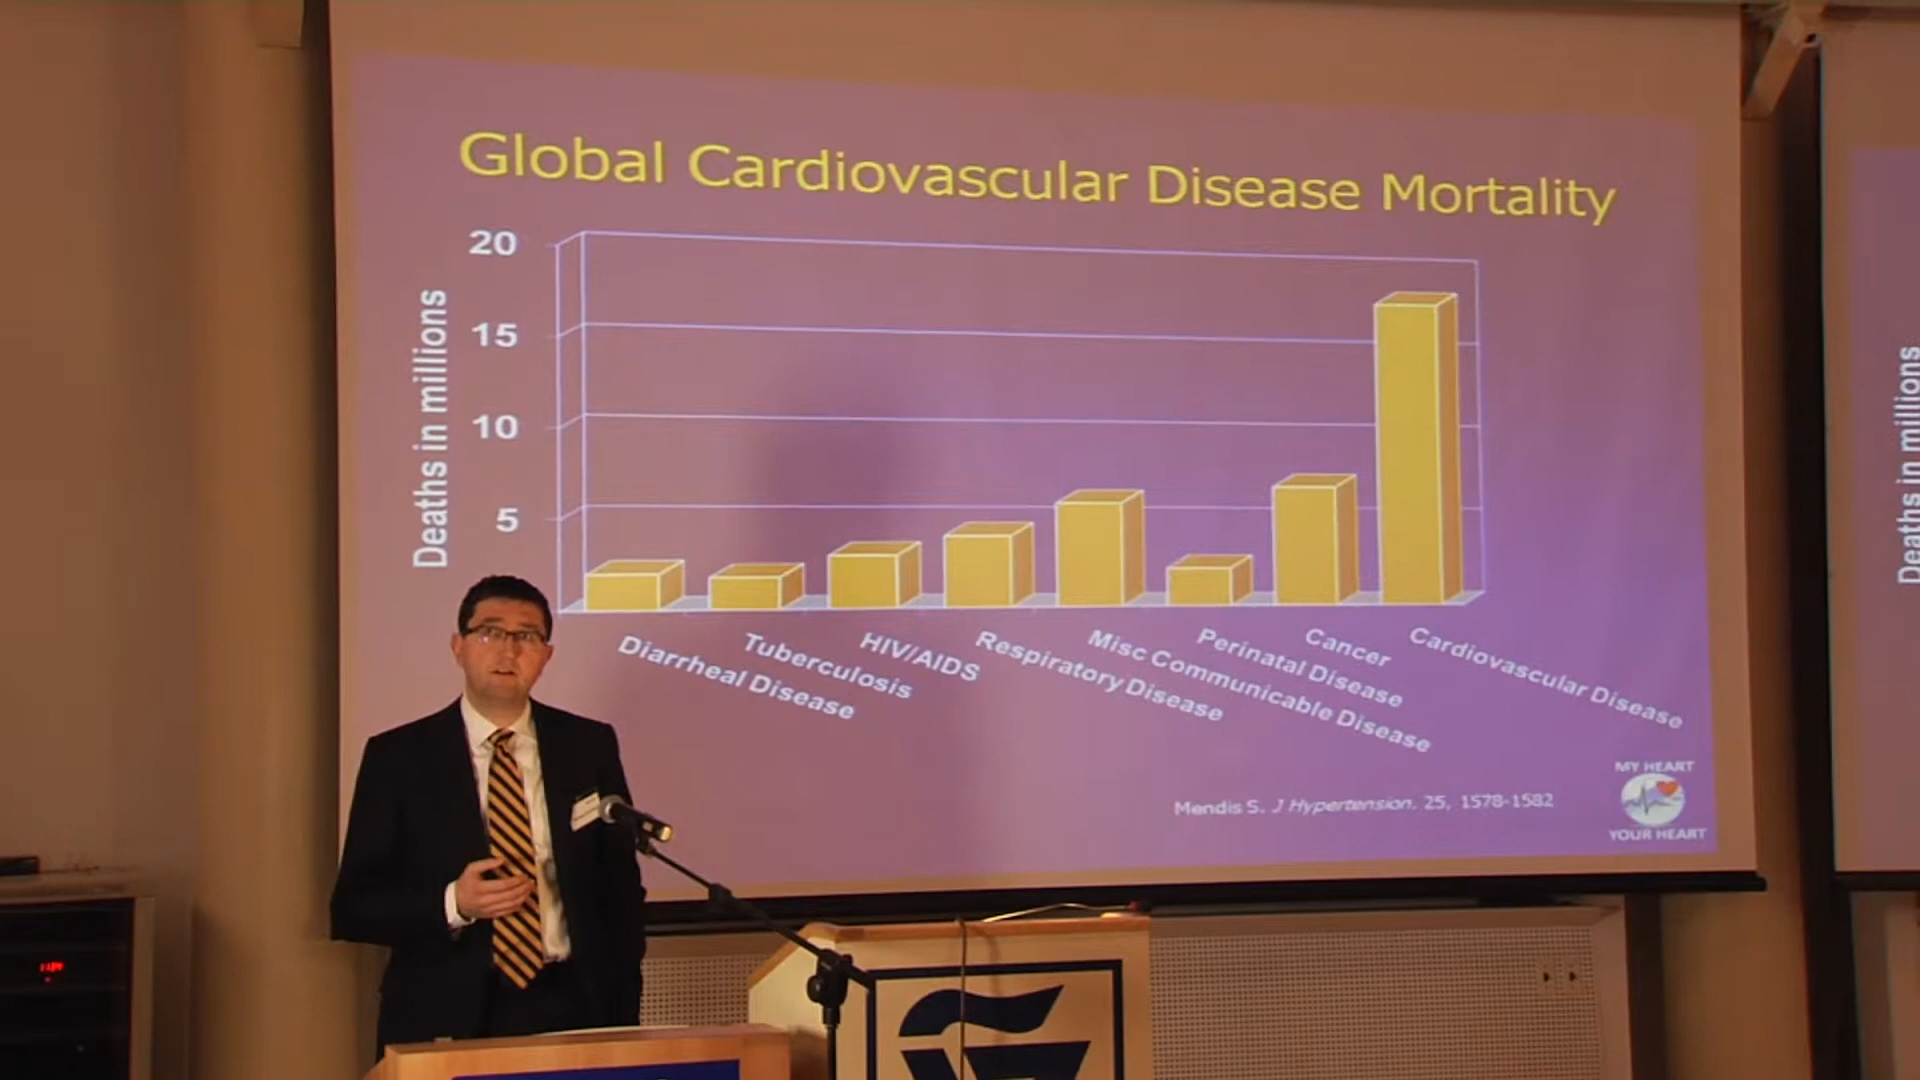 Global Cardiovascular Disease Mortality
20
15
10
5
Deaths in millions
Diarrheal Disease
Tuberculosis
HIV/AIDS
Respiratory Disease
Misc Communicable Disease
Perinatal Disease
Cancer
Cardiovascular Disease
Mendis S. J Hypertension. 25, 1578-1582
MY HEART
YOUR HEART
Deaths in millions